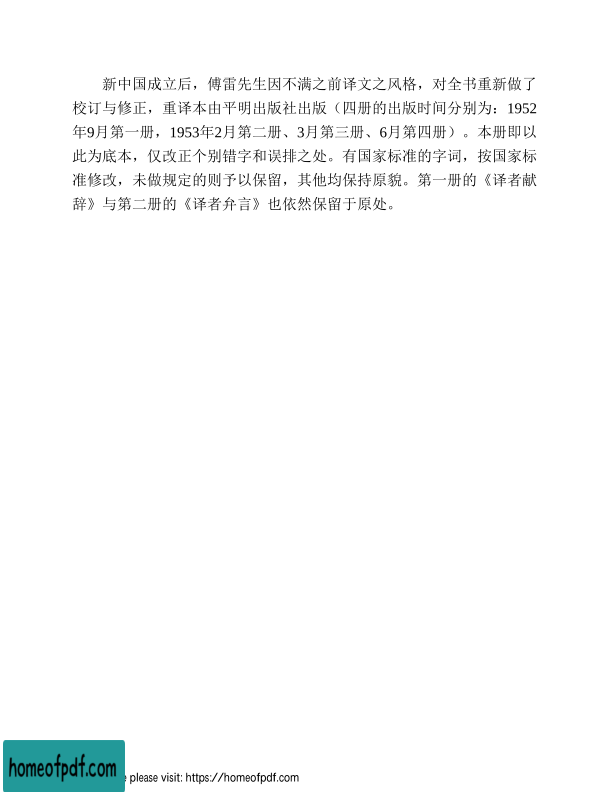 新中国成立后，傅雷先生因不满之前译文之风格，对全书重新做了
校订与修正，重译本由平明出版社出版（四册的出版时间分别为：1952
年9月第一册，1953年2月第二册、3月第三册、6月第四册）。本册即以
此为底本，仅改正个别错字和误排之处。有国家标准的字词，按国家标
准修改，未做规定的则予以保留，其他均保持原貌。第一册的《译者献
辞》与第二册的《译者弁言》也依然保留于原处。
homeofpdf.com
e please visit: https://homeofpdf.com